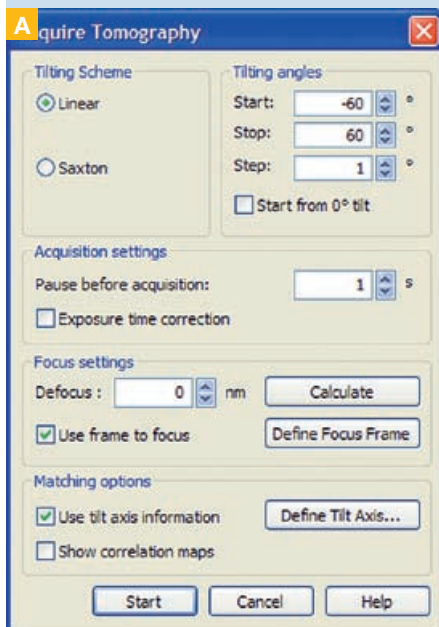 A
quire Tomography
Tilting Scheme
Linear
Saxton
Tilting angles
Start: -60 °
Stop: 60 °
Step: 1 °
Start from 0° tilt
Acquisition settings
Pause before acquisition: 1 s
Exposure time correction
Focus settings
Defocus : 0 nm Calculate
Use frame to focus Define Focus Frame
Matching options
Use tilt axis information Define Tilt Axis...
Show correlation maps
Start Cancel Help